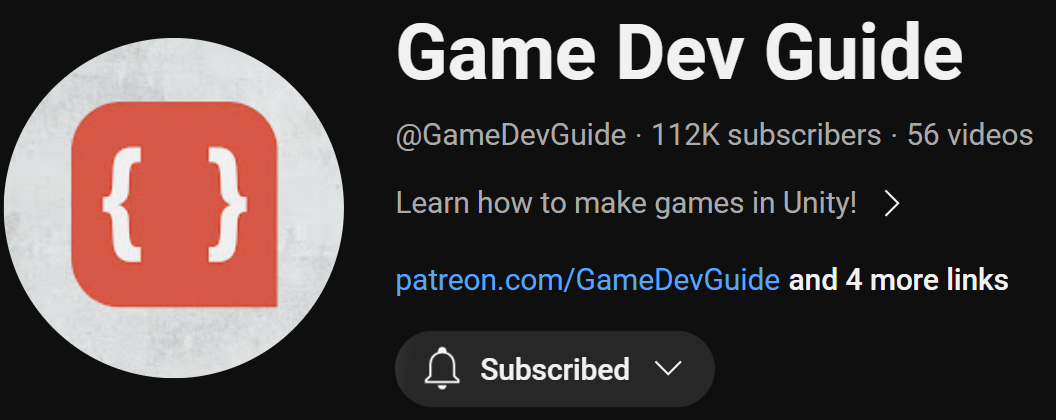 { }
Game Dev Guide
@GameDevGuide · 112K subscribers · 56 videos
Learn how to make games in Unity!
patreon.com/GameDevGuide and 4 more links
Subscribed